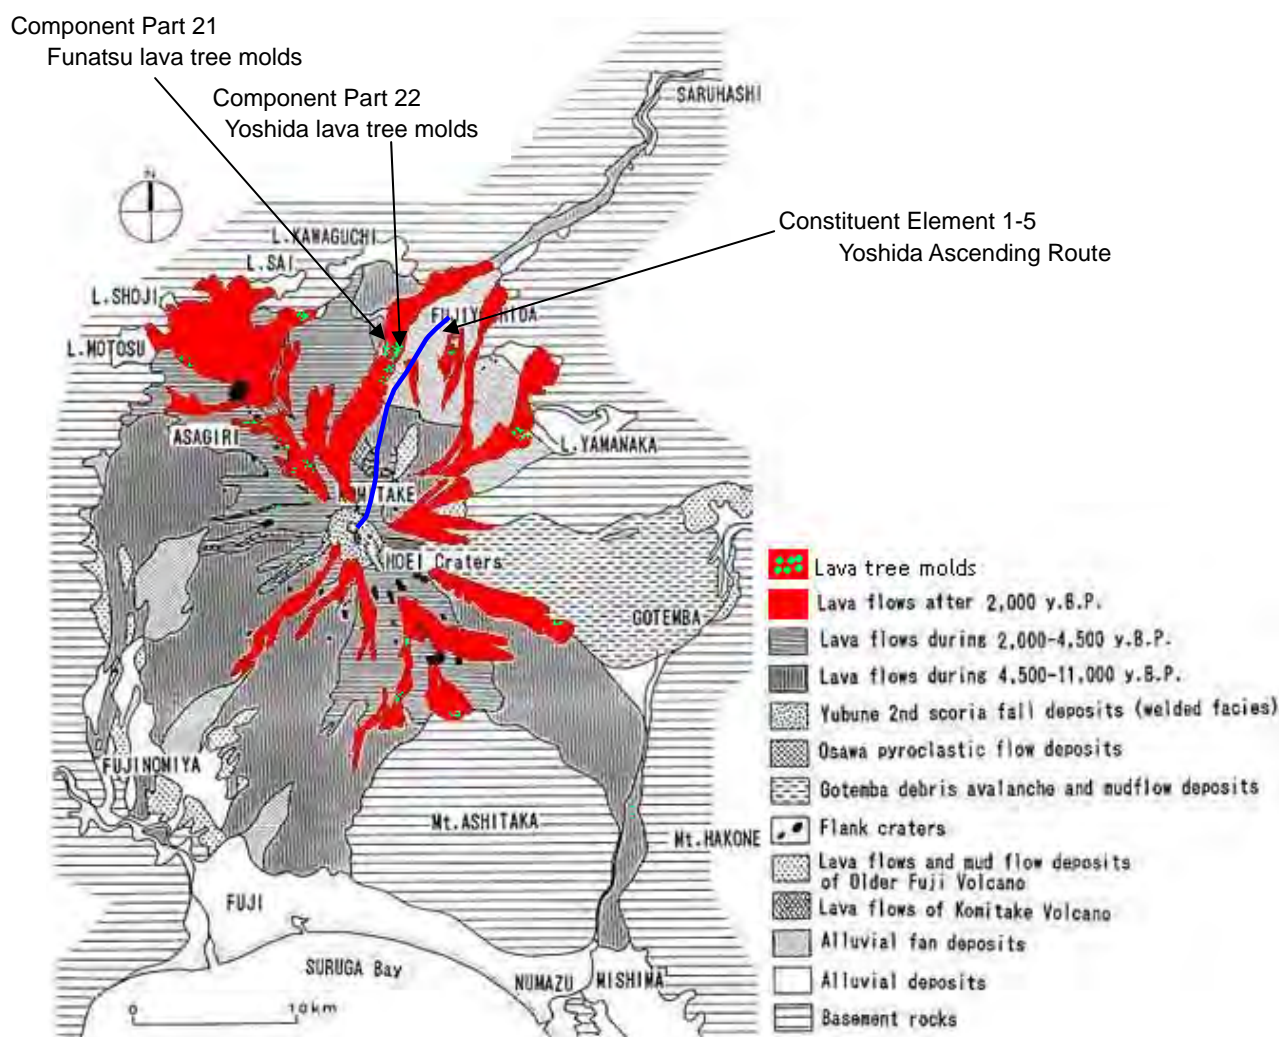 Component Part 21
Funatsu lava tree molds
Component Part 22
Yoshida lava tree molds
SARUHASHI
N
Constituent Element 1-5
Yoshida Ascending Route
L.KAWAGUCHI
L.SAI
L.SHOJI
L.MOTOSU
FUJIYOSHIDA
ASAGIRI
L.YAMANAKA
KOMITAKE
HOEI Craters
GOTEMBA
FUJINOMIYA
Mt.ASHITAKA
Mt.HAKONE
FUJI
SURUGA Bay
NUMAZU
MISHIMA
0
10km
Lava tree molds
Lava flows after 2,000 y.B.P.
Lava flows during 2,000-4,500 y.B.P.
Lava flows during 4,500-11,000 y.B.P.
Yubune 2nd scoria fall deposits (welded facies)
Osawa pyroclastic flow deposits
Gotemba debris avalanche and mudflow deposits
Flank craters
Lava flows and mud flow deposits
of Older Fuji Volcano
Lava flows of Komitake Volcano
Alluvial fan deposits
Alluvial deposits
Basement rocks